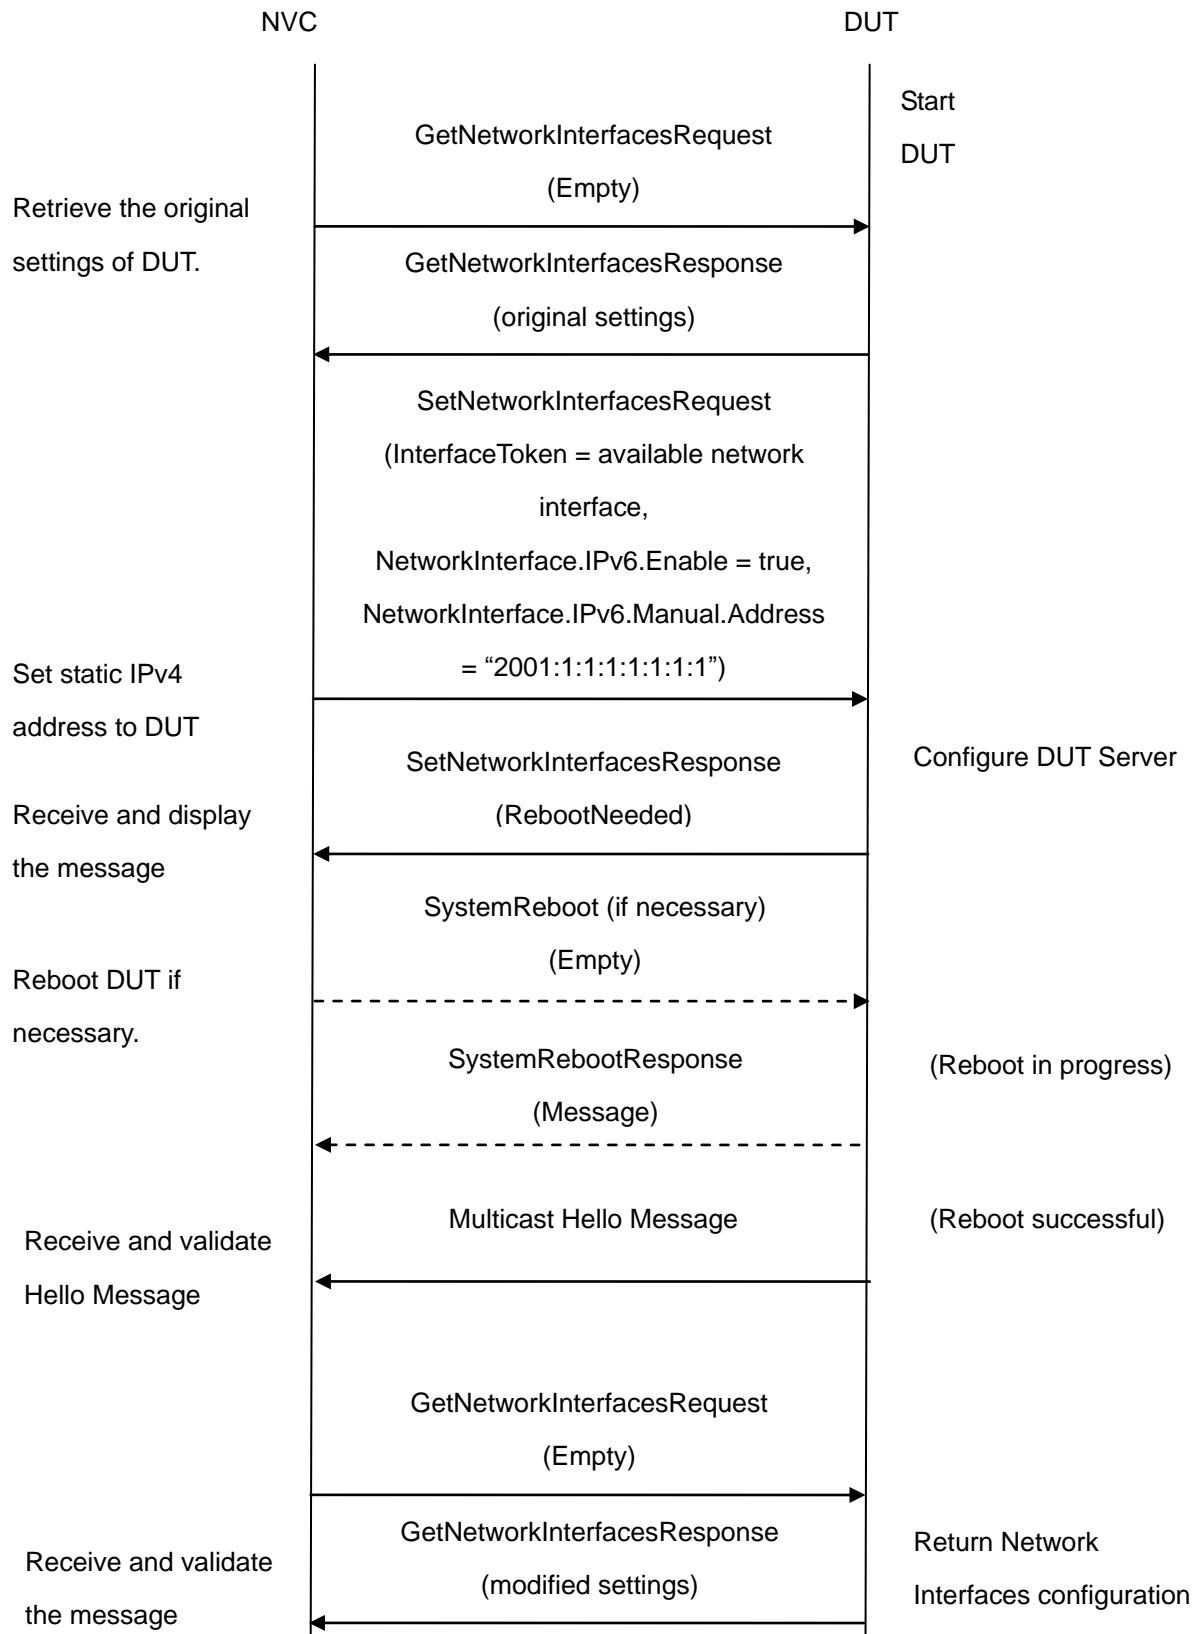 NVC
DUT
Start
DUT
GetNetworkInterfacesRequest
(Empty)
Retrieve the original
settings of DUT.
GetNetworkInterfacesResponse
(original settings)
SetNetworkInterfacesRequest
(InterfaceToken = available network
interface,
NetworkInterface.IPv6.Enable = true,
NetworkInterface.IPv6.Manual.Address
= “2001:1:1:1:1:1:1:1”)
Set static IPv4
address to DUT
Configure DUT Server
SetNetworkInterfacesResponse
(RebootNeeded)
Receive and display
the message
SystemReboot (if necessary)
(Empty)
Reboot DUT if
necessary.
SystemRebootResponse
(Message)
(Reboot in progress)
Multicast Hello Message
(Reboot successful)
Receive and validate
Hello Message
GetNetworkInterfacesRequest
(Empty)
GetNetworkInterfacesResponse
(modified settings)
Return Network
Interfaces configuration
Receive and validate
the message